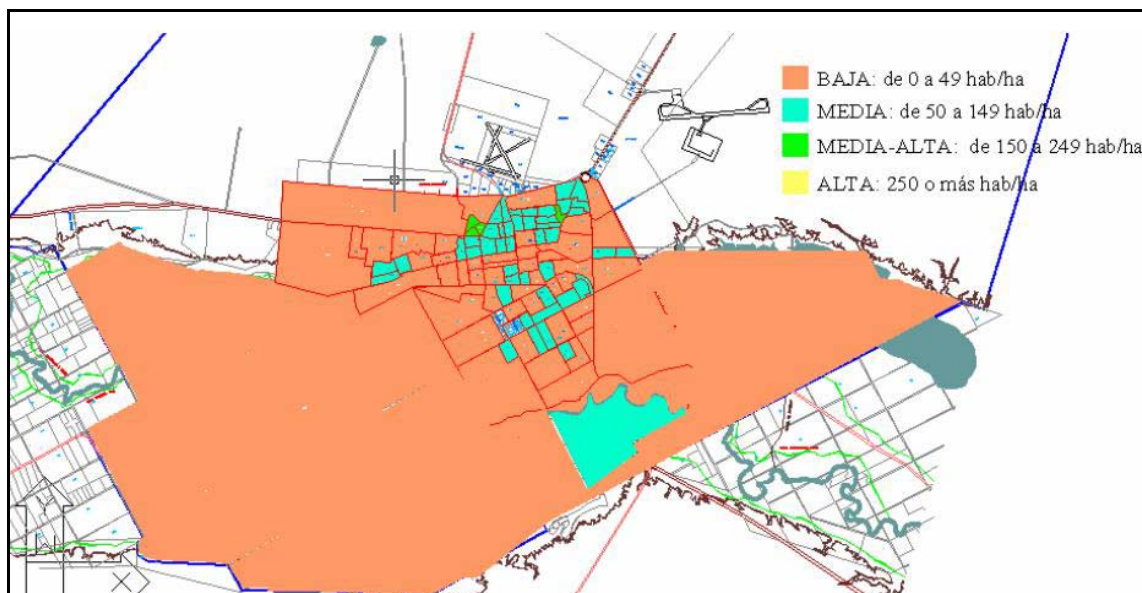 BAJA: de 0 a 49 hab/ha
MEDIA: de 50 a 149 hab/ha
MEDIA-ALTA: de 150 a 249 hab/ha
ALTA: 250 o más hab/ha